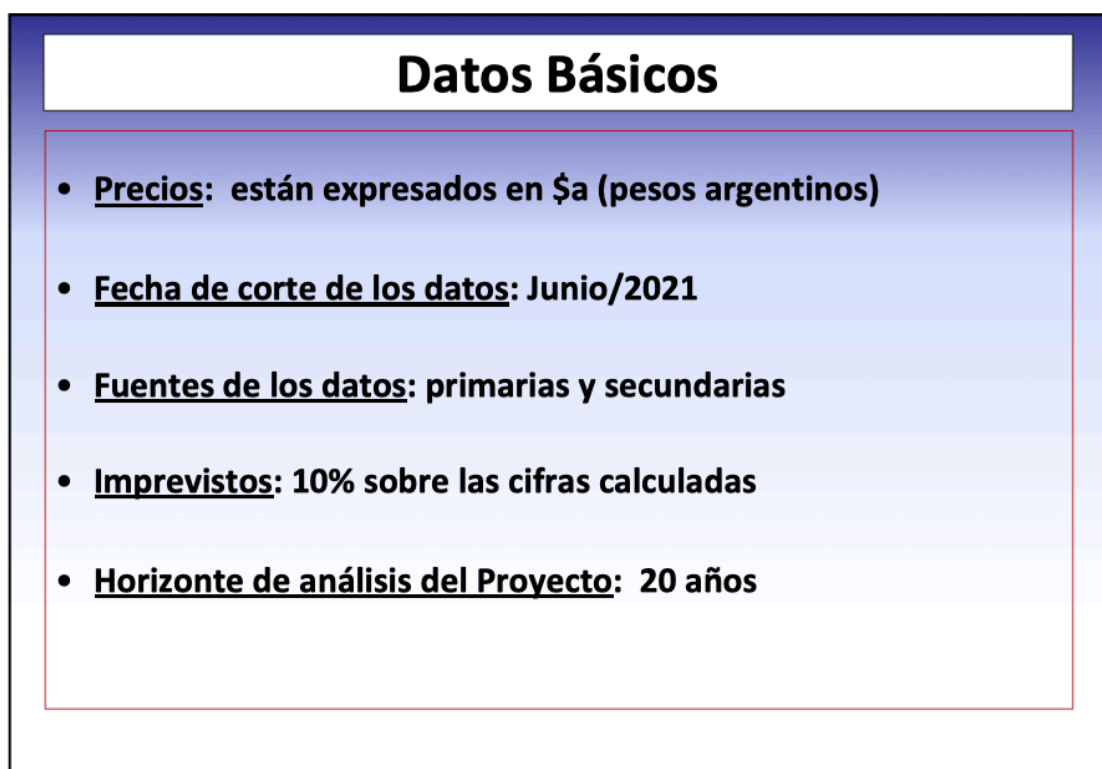 Datos Básicos
• Precios:  están expresados en $a (pesos argentinos)
• Fecha de corte de los datos: Junio/2021
• Fuentes de los datos: primarias y secundarias
• Imprevistos: 10% sobre las cifras calculadas
• Horizonte de análisis del Proyecto:  20 años